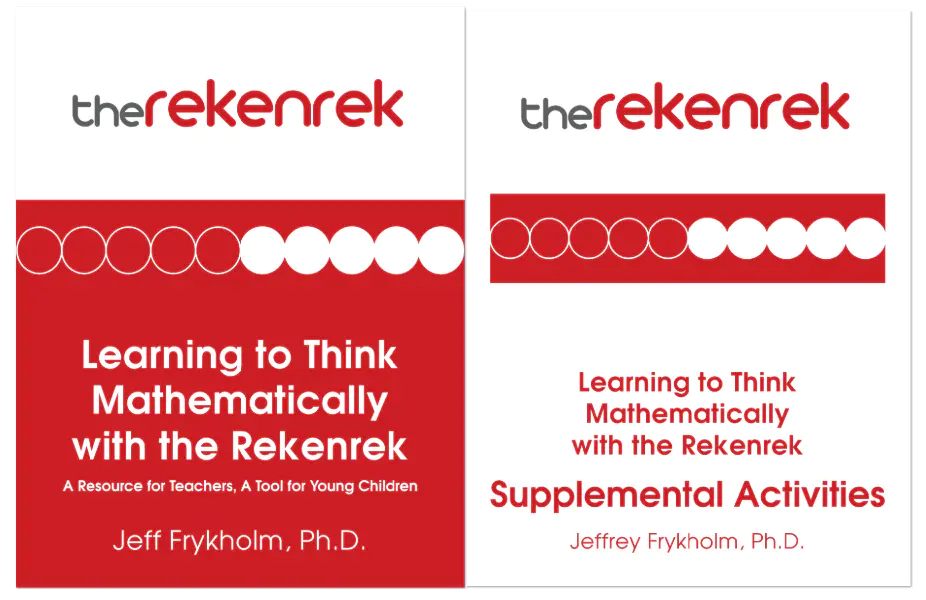 therekenrek
Learning to Think
Mathematically
with the Rekenrek
A Resource for Teachers, A Tool for Young Children
Jeff Frykholm, Ph.D.
therekenrek
Learning to Think
Mathematically
with the Rekenrek
Supplemental Activities
Jeffrey Frykholm, Ph.D.